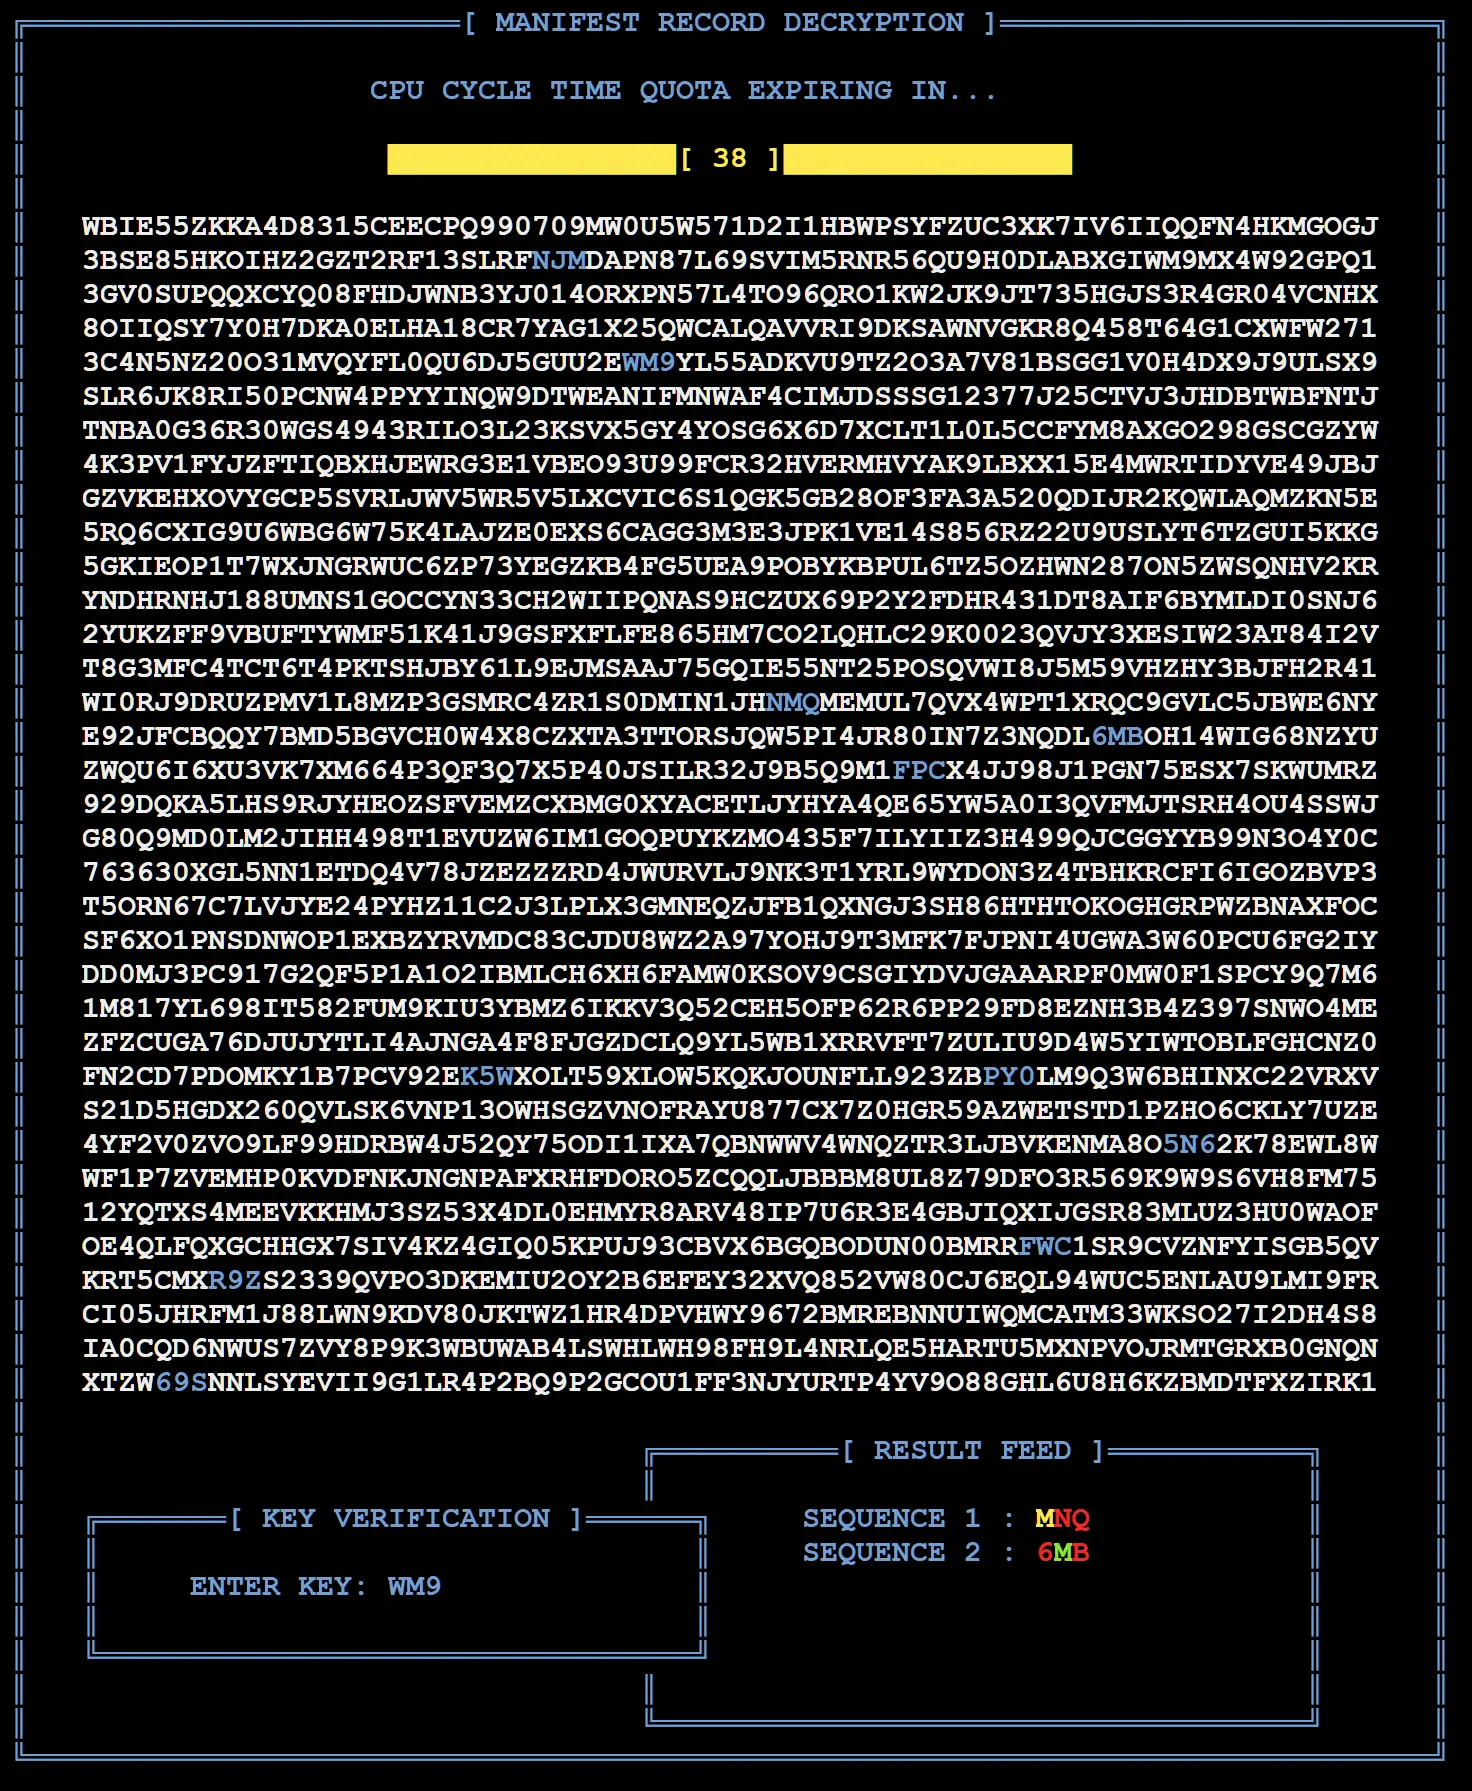 [ MANIFEST RECORD DECRYPTION ]
CPU CYCLE TIME QUOTA EXPIRING IN...
[ 38 ]
WBIE55ZKKA4D8315CEECPQ990709MW0U5W571D2I1HBWPSYFZUC3XK7IV6IIQQFN4HKMGOGJ
3BSE85HKOIHZ2GZT2RF13SLRFNJMDAPN87L69SVIM5RNR56QU9H0DLABXGIWM9MX4W92GPQ1
3GV0SUPQQXCYQ08FHDJWNB3YJ014ORXPN57L4TO96QRO1KW2JK9JT735HGJS3R4GR04VCNHX
8OIIQSY7Y0H7DKA0ELHA18CR7YAG1X25QWCALQAVVRI9DKSAWNVGKR8Q458T64G1CXWFW271
3C4N5NZ20O31MVQYFL0QU6DJ5GUU2EWM9YL55ADKVU9TZ2O3A7V81BSGG1V0H4DX9J9ULSX9
SLR6JK8RI50PCNW4PPYYINQW9DTWEANIFMNWAF4CIMJDSSSG12377J25CTVJ3JHDBTWBFNTJ
TNBA0G36R30WGS4943RILO3L23KSVX5GY4YOSG6X6D7XCLT1L0L5CCFYM8AXGO298GSCGZYW
4K3PV1FYJZFTIQBXHJEWRG3E1VBEO93U99FCR32HVERMHVYAK9LBXX15E4MWRTIDYVE49JBJ
GZVKEHXOVYGCP5SVRLJWV5WR5V5LXCVIC6S1QGK5GB28OF3FA3A520QDIJR2KQWLAQMZKN5E
5RQ6CXIG9U6WBG6W75K4LAJZE0EXS6CAGG3M3E3JPK1VE14S856RZ22U9USLYT6TZGUI5KKG
5GKIEOP1T7WXJNGRWUC6ZP73YEGZKB4FG5UEA9POBYKBPUL6TZ5OZHWN287ON5ZWSQNHV2KR
YNDHRNHJ188UMNS1GOCCYN33CH2WIIPQNAS9HCZUX69P2Y2FDHR431DT8AIF6BYMLDI0SNJ6
2YUKZFF9VBUFTYWMF51K41J9GSFXFLFE865HM7CO2LQHLC29K0023QVJY3XESIW23AT84I2V
T8G3MFC4TCT6T4PKTSHJBY61L9EJMSAAJ75GQIE55NT25POSQVWI8J5M59VHZHY3BJFH2R41
WI0RJ9DRUZPMV1L8MZP3GSMRC4ZR1S0DMIN1JHNMQMEMUL7QVX4WPT1XRQC9GVLC5JBWE6NY
E92JFCBQQY7BMD5BGVCH0W4X8CZXTA3TTORSJQW5PI4JR80IN7Z3NQDL6MBOH14WIG68NZYU
ZWQU6I6XU3VK7XM664P3QF3Q7X5P40JSILR32J9B5Q9M1FPCX4JJ98J1PGN75ESX7SKWUMRZ
929DQKA5LHS9RJYHEOZSFVEMZCXBMG0XYACETLJYHYA4QE65YW5A0I3QVFMJTSRH4OU4SSWJ
G80Q9MD0LM2JIHH498T1EVUZW6IM1GOQPUYKZMO435F7ILYIIZ3H499QJCGGYYB99N3O4Y0C
763630XGL5NN1ETDQ4V78JZEZZZRD4JWURVLJ9NK3T1YRL9WYDON3Z4TBHKRCFI6IGOZBVP3
T5ORN67C7LVJYE24PYHZ11C2J3LPLX3GMNEQZJFB1QXNGJ3SH86HTHTOKOGHGRPWZBNAXFOC
SF6XO1PNSDNWOP1EXBZYRVMDC83CJDU8WZ2A97YOHJ9T3MFK7FJPNI4UGWA3W60PCU6FG2IY
DD0MJ3PC917G2QF5P1A1O2IBMLCH6XH6FAMW0KSOV9CSGIYDVJGAAARPF0MW0F1SPCY9Q7M6
1M817YL698IT582FUM9KIU3YBMZ6IKKV3Q52CEH5OFP62R6PP29FD8EZNH3B4Z397SNWO4ME
ZFZCUGA76DJUJYTLI4AJNGA4F8FJGZDCLQ9YL5WB1XRRVFT7ZULIU9D4W5YIWTOBLFGHCNZ0
FN2CD7PDOMKY1B7PCV92EK5WXOLT59XLOW5KQKJOUNFLL923ZBPY0LM9Q3W6BHINXC22VRXV
S21D5HGDX260QVLSK6VNP13OWHSGZVNOFRAYU877CX7Z0HGR59AZWETSTD1PZHO6CKLY7UZE
4YF2V0ZVO9LF99HDRBW4J52QY75ODI1IXA7QBNWWV4WNQZTR3LJBVKENMA8O5N62K78EWL8W
WF1P7ZVEMHP0KVDFNKJNGNPAFXRHFDORO5ZCQQLJBBBM8UL8Z79DFO3R569K9W9S6VH8FM75
12YQTXS4MEEVKKHMJ3SZ53X4DL0EHMYR8ARV48IP7U6R3E4GBJIQXIJGSR83MLUZ3HU0WAOF
OE4QLFQXGCHHGX7SIV4KZ4GIQ05KPUJ93CBVX6BGQBODUN00BMRRFWC1SR9CVZNFYISGB5QV
KRT5CMXR9ZS2339QVPO3DKEMIU2OY2B6EFEY32XVQ852VW80CJ6EQL94WUC5ENLAU9LMI9FR
CI05JHRFM1J88LWN9KDV80JKTWZ1HR4DPVHWY9672BMREBNNUIWQMCATM33WKSO27I2DH4S8
IA0CQD6NWUS7ZVY8P9K3WBUWAB4LSWHLWH98FH9L4NRLQE5HARTU5MXNPVOJRMTGRXB0GNQN
XTZW69SNNLSYEVII9G1LR4P2BQ9P2GCOU1FF3NJYURTP4YV9O88GHL6U8H6KZBMDTFXZIRK1
[ RESULT FEED ]
SEQUENCE 1 : MNQ
SEQUENCE 2 : 6MB
[ KEY VERIFICATION ]
ENTER KEY: WM9